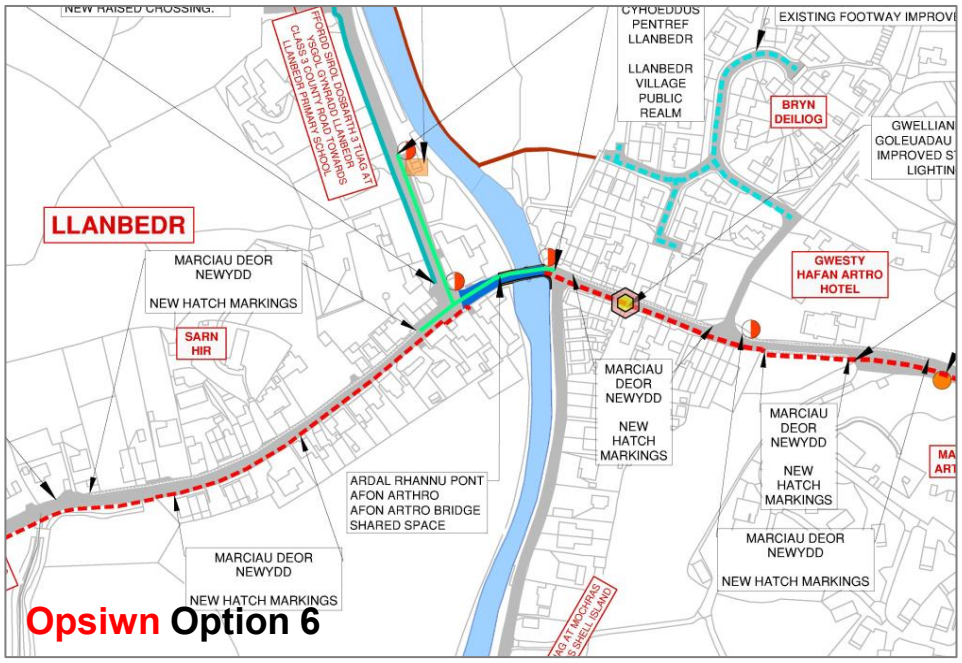 NEW RAISED CROSSING.
FFORDD SIROL DOSBARTH 3 TUAG AT
YSGOL GYNRADD LLANBEDR
CLASS 3 COUNTY ROAD TOWARDS
LLANBEDR PRIMARY SCHOOL
CYHOEDDUS
PENTREF
LLANBEDR
LLANBEDR
VILLAGE
PUBLIC
REALM
EXISTING FOOTWAY IMPROVE
BRYN
DEILIOG
GWELLIAN
GOLEUADAU
IMPROVED ST
LIGHTIN
LLANBEDR
MARCIAU DEOR
NEWYDD
NEW HATCH MARKINGS
SARN
HIR
GWESTY
HAFAN ARTRO
HOTEL
MARCIAU
DEOR
NEWYDD
NEW
HATCH
MARKINGS
MARCIAU
DEOR
NEWYDD
NEW
HATCH
MARKINGS
MA
ART
ARDAL RHANNU PONT
AFON ARTHRO
AFON ARTRO BRIDGE
SHARED SPACE
MARCIAU DEOR
NEWYDD
NEW HATCH MARKINGS
MARCIAU DEOR
NEWYDD
NEW HATCH MARKINGS
AG AT MOCHRAS
S SHELL ISLAND
Opsiwn Option 6